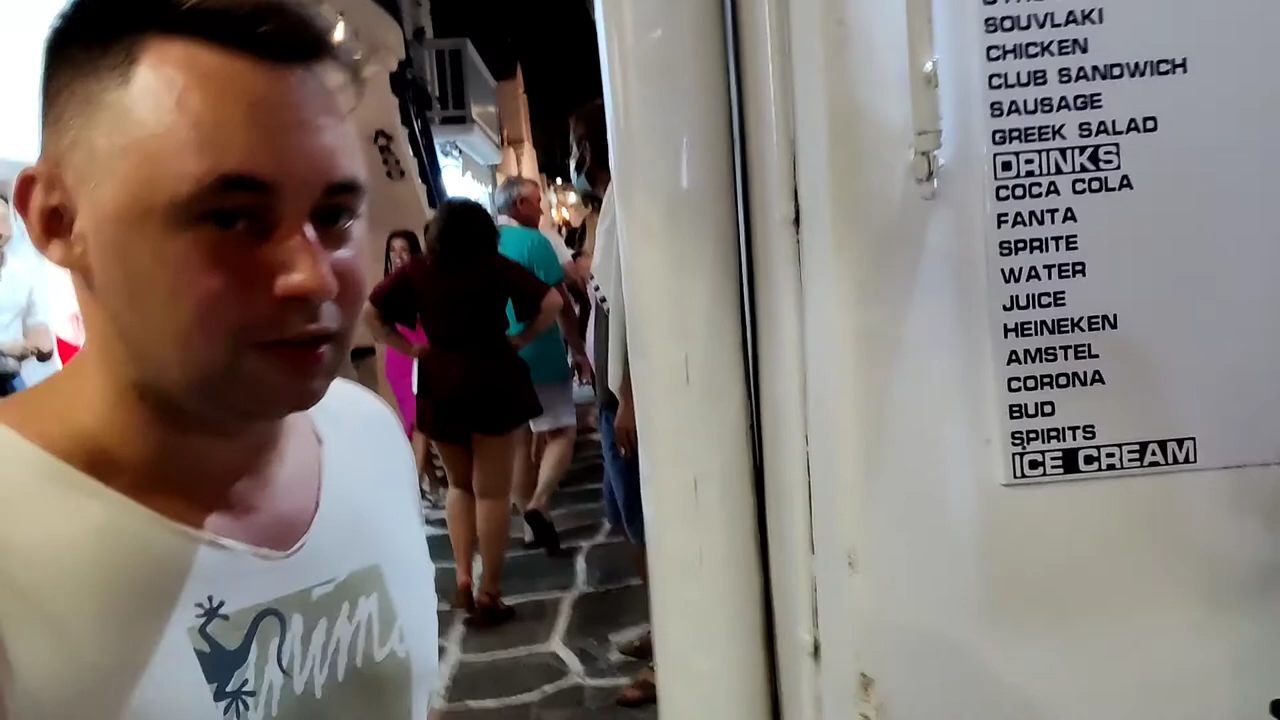 SOUVLAKI
CHICKEN
CLUB SANDWICH
SAUSAGE
GREEK SALAD
DRINKS
COCA COLA
FANTA
SPRITE
WATER
JUICE
HEINEKEN
AMSTEL
CORONA
BUD
SPIRITS
ICE CREAM